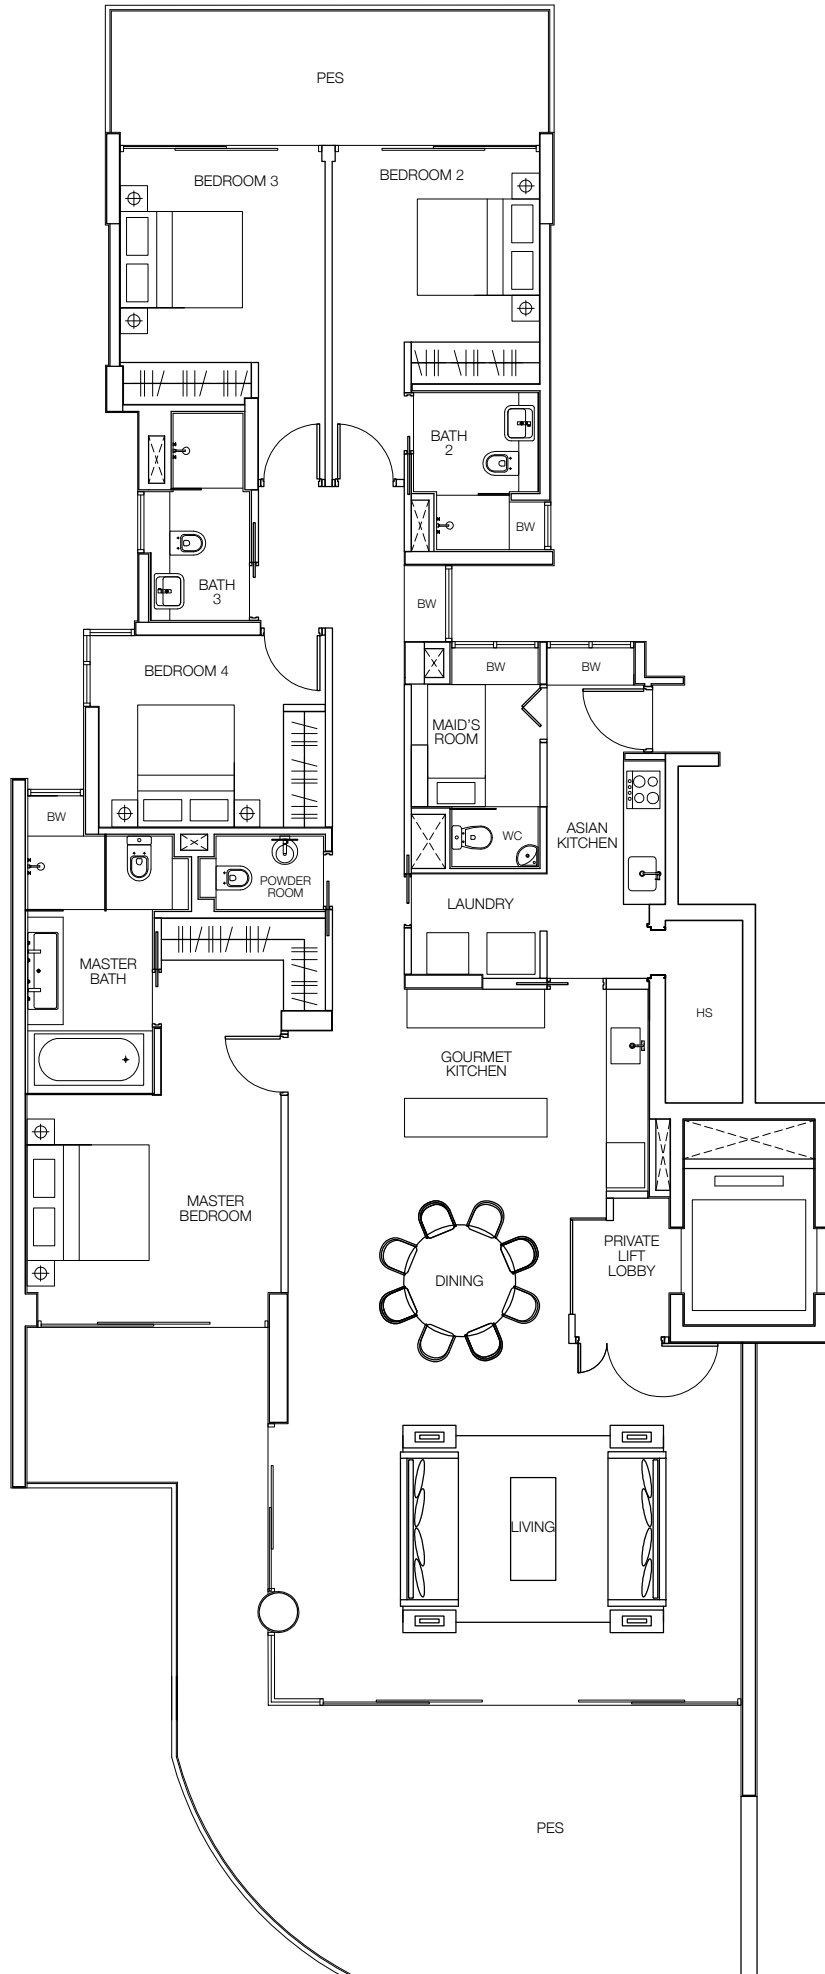 PES
BEDROOM 3
BEDROOM 2
BATH
2
BW
BATH
3
BW
BEDROOM 4
BW
BW
MAID'S
ROOM
BW
ASIAN
KITCHEN
WC
POWDER
ROOM
LAUNDRY
MASTER
BATH
HS
GOURMET
KITCHEN
MASTER
BEDROOM
PRIVATE
LIFT
LOBBY
DINING
LIVING
PES